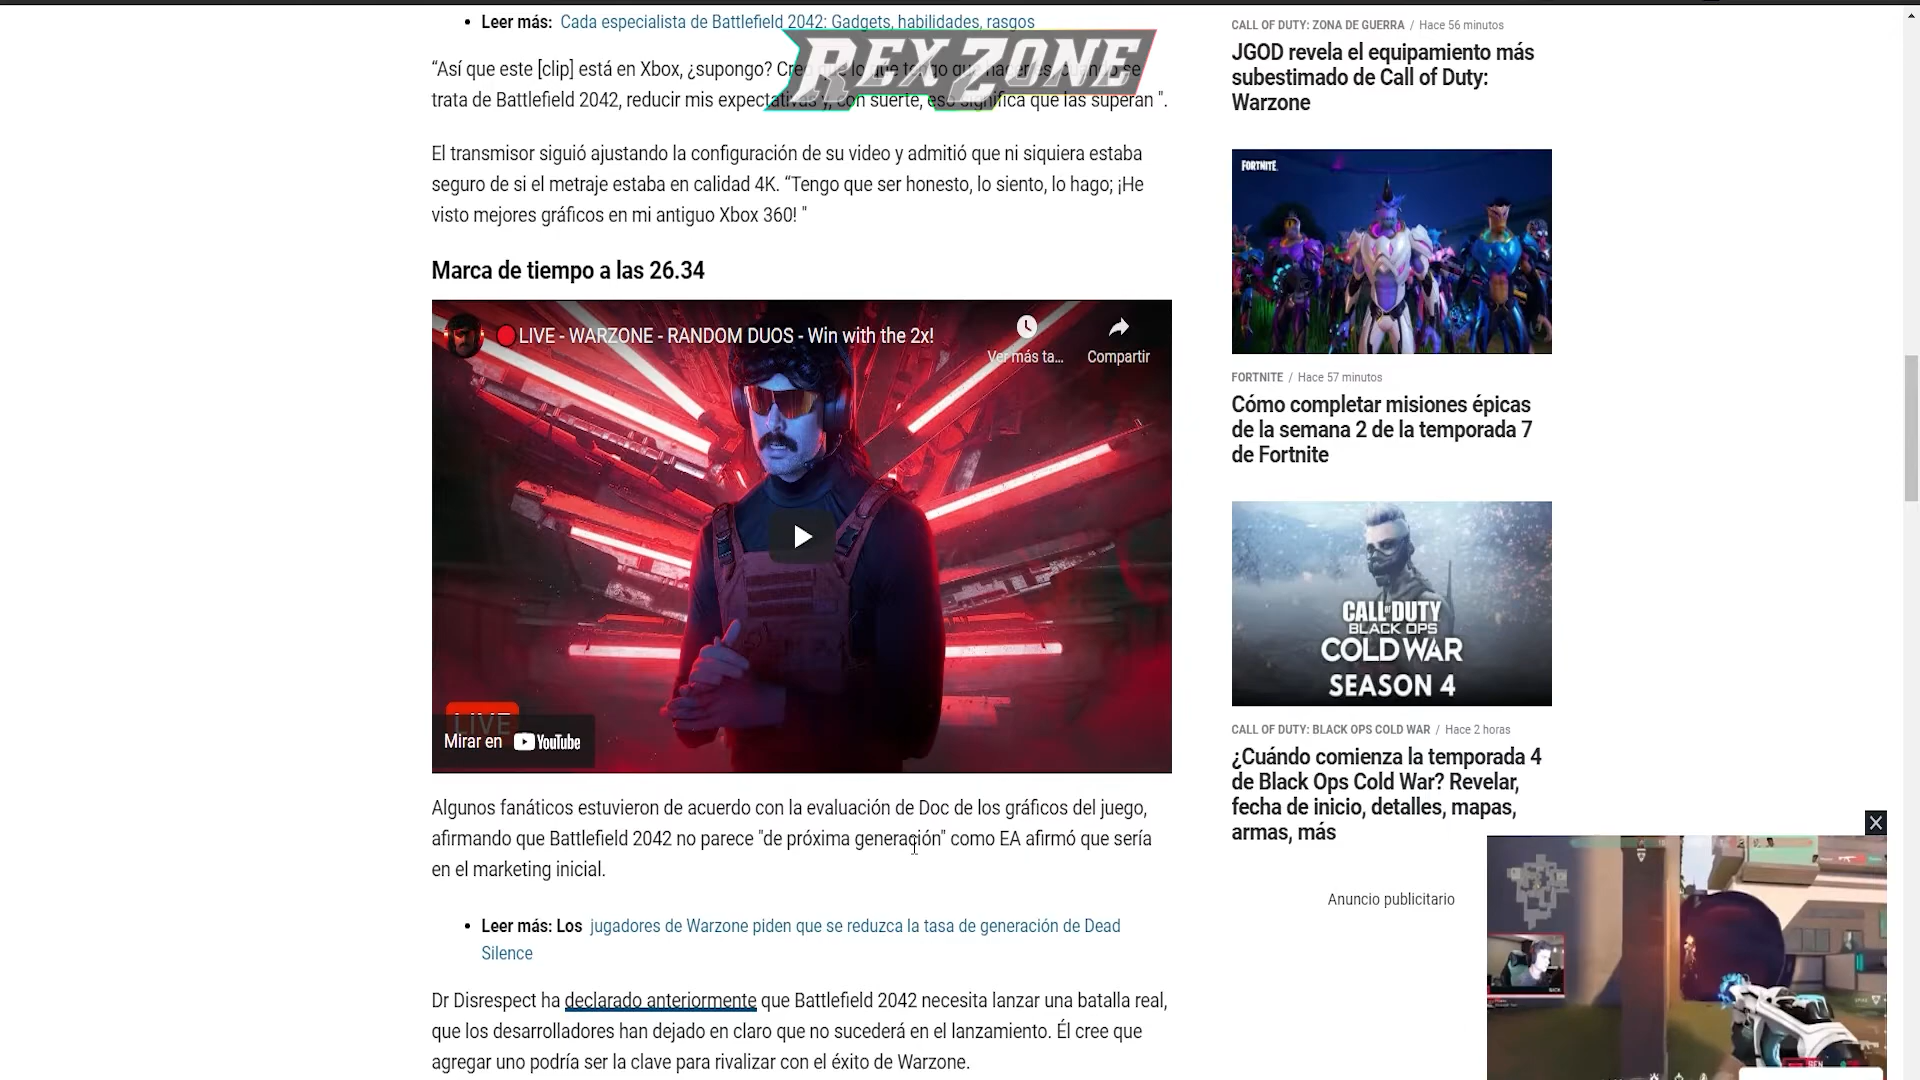 Leer más: Cada especialista de Battlefield 2042: Gadgets, habilidades, rasgos
REX ZONE
“Así que este [clip] está en Xbox, ¿supongo? Creo que lo que tengo que hacer es, cuando se
trata de Battlefield 2042, reducir mis expectativas y, con suerte, eso significa que las superan ".
El transmisor siguió ajustando la configuración de su video y admitió que ni siquiera estaba
seguro de si el metraje estaba en calidad 4K. “Tengo que ser honesto, lo siento, lo hago; ¡He
visto mejores gráficos en mi antiguo Xbox 360! "
Marca de tiempo a las 26.34
LIVE - WARZONE - RANDOM DUOS - Win with the 2x!
Ver más ta...
Compartir
LIVE
Mirar en YouTube
Algunos fanáticos estuvieron de acuerdo con la evaluación de Doc de los gráficos del juego,
afirmando que Battlefield 2042 no parece "de próxima generación" como EA afirmó que sería
en el marketing inicial.
Leer más: Los jugadores de Warzone piden que se reduzca la tasa de generación de Dead
Silence
Dr Disrespect ha declarado anteriormente que Battlefield 2042 necesita lanzar una batalla real,
que los desarrolladores han dejado en claro que no sucederá en el lanzamiento. Él cree que
agregar uno podría ser la clave para rivalizar con el éxito de Warzone.
CALL OF DUTY: ZONA DE GUERRA / Hace 56 minutos
JGOD revela el equipamiento más
subestimado de Call of Duty:
Warzone
FORTNITE
FORTNITE / Hace 57 minutos
Cómo completar misiones épicas
de la semana 2 de la temporada 7
de Fortnite
CALL OF DUTY
BLACK OPS
COLD WAR
SEASON 4
CALL OF DUTY: BLACK OPS COLD WAR / Hace 2 horas
¿Cuándo comienza la temporada 4
de Black Ops Cold War? Revelar,
fecha de inicio, detalles, mapas,
armas, más
Anuncio publicitario